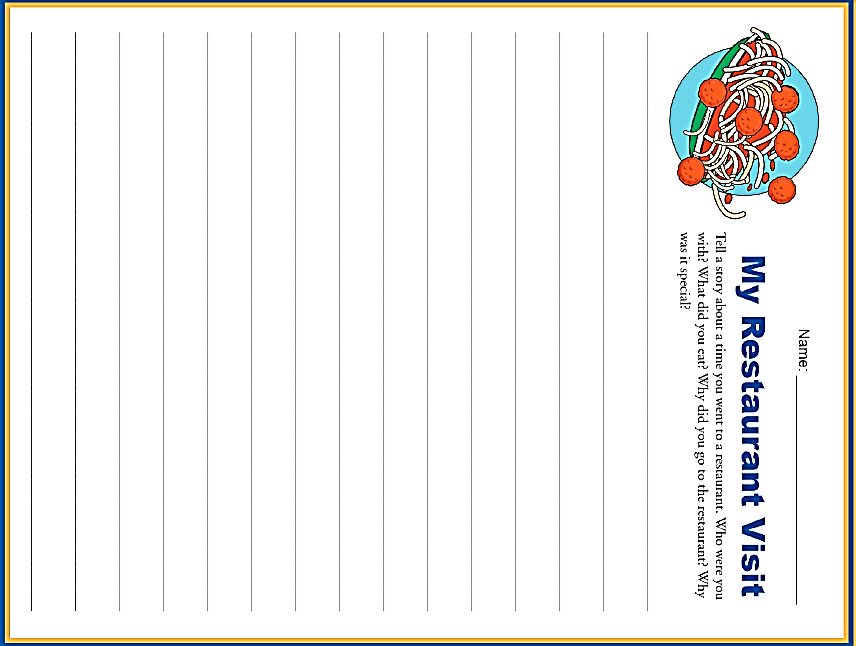 Name:
My Restaurant Visit
Tell a story about a time you went to a restaurant. Who were you
with? What did you eat? Why did you go to the restaurant? Why
was it special?